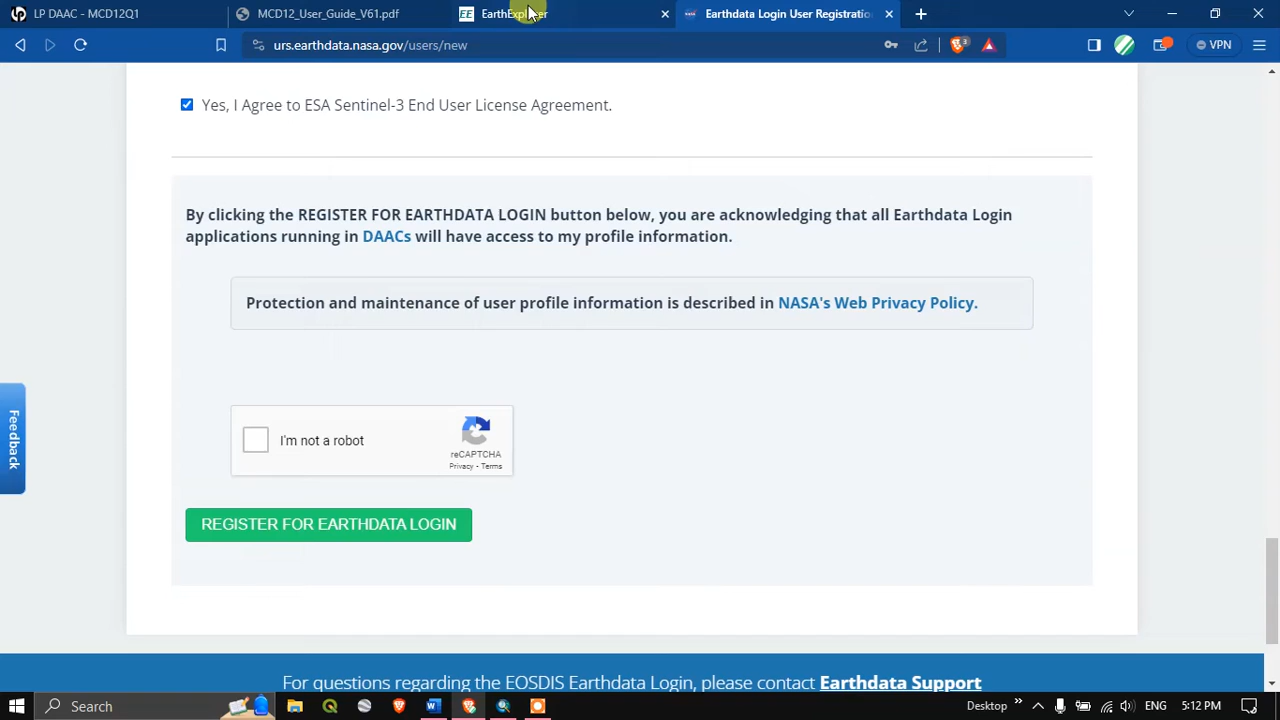 LP DAAC - MCD12Q1
MCD12_User_Guide_V61.pdf
EE
Earthdata Login User Registratio
urs.earthdata.nasa.gov/users/new
3
VPN
Yes, I Agree to ESA Sentinel-3 End User License Agreement.
By clicking the REGISTER FOR EARTHDATA LOGIN button below, you are acknowledging that all Earthdata Login
applications running in DAACs will have access to my profile information.
Protection and maintenance of user profile information is described in NASA's Web Privacy Policy.
I'm not a robot
reCAPTCHA
Privacy - Terms
Feedback
REGISTER FOR EARTHDATA LOGIN
For questions regarding the EOSDIS Earthdata Login, please contact Earthdata Support
Search
Desktop
ENG
5:12 PM